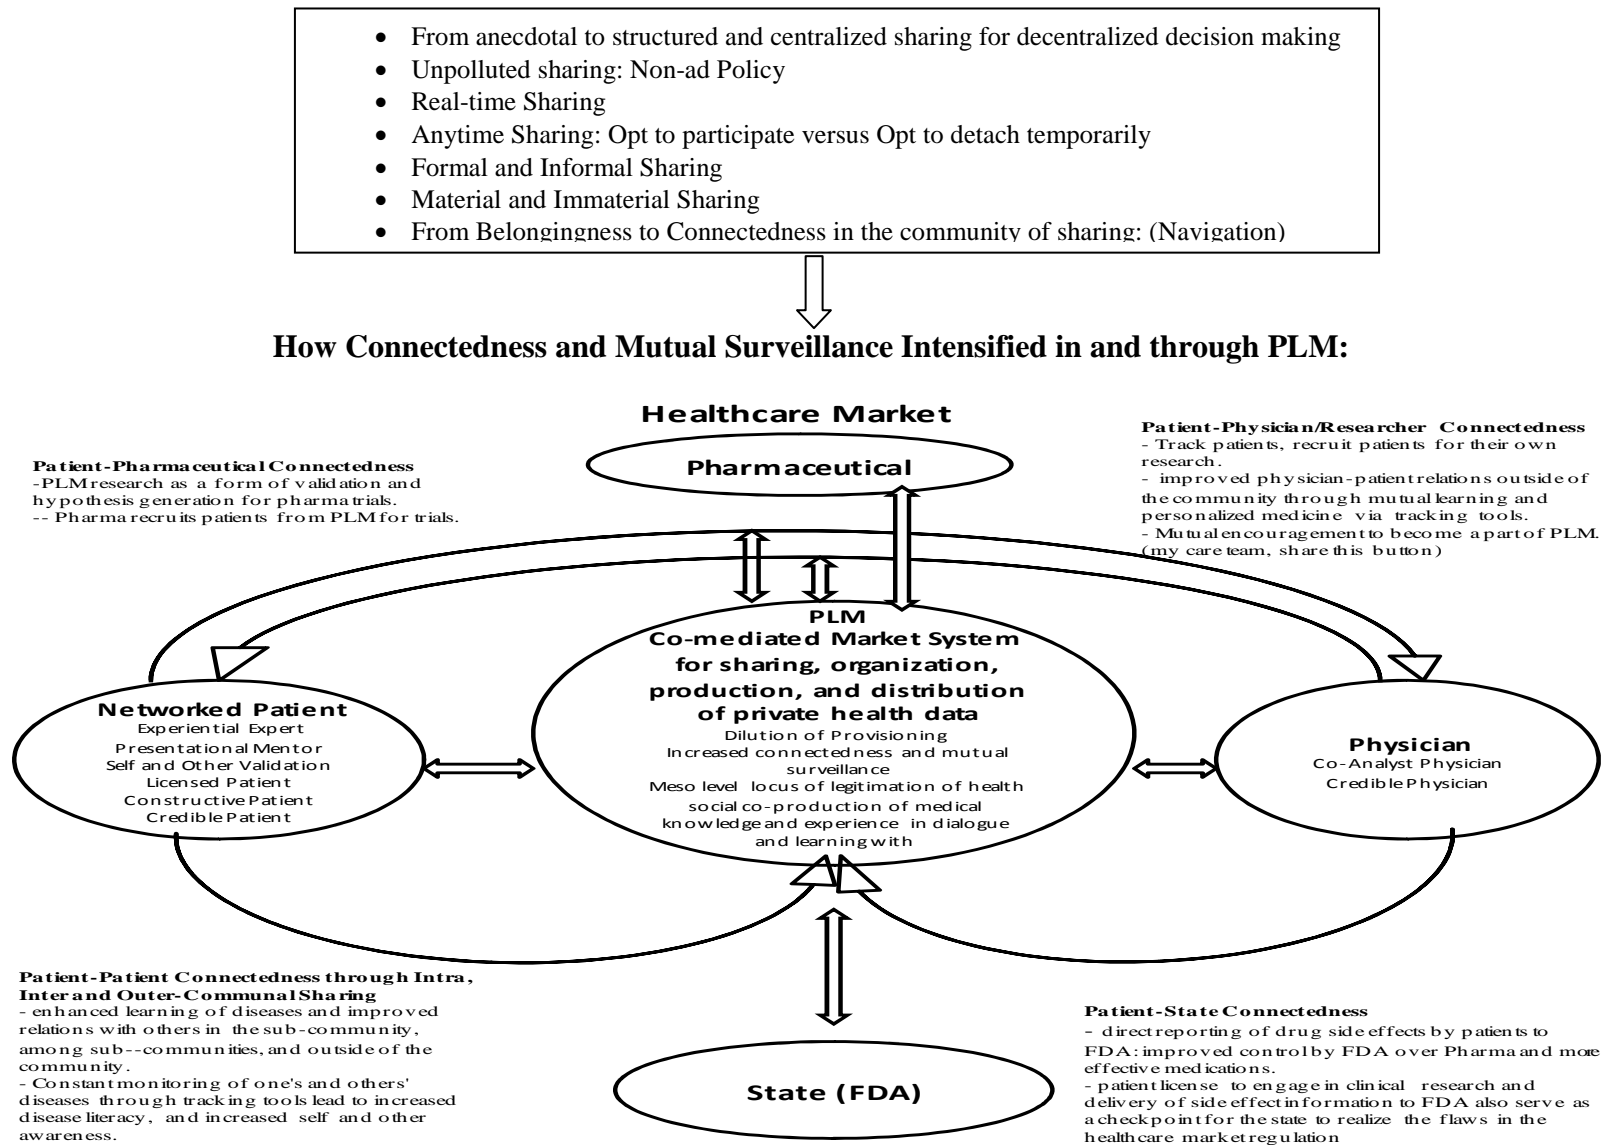 • From anecdotal to structured and centralized sharing for decentralized decision making
• Unpolluted sharing: Non-ad Policy
• Real-time Sharing
• Anytime Sharing: Opt to participate versus Opt to detach temporarily
• Formal and Informal Sharing
• Material and Immaterial Sharing
• From Belongingness to Connectedness in the community of sharing: (Navigation)
How Connectedness and Mutual Surveillance Intensified in and through PLM:
Healthcare Market
Pharmaceutical
Patient-Pharmaceutical Connectedness
-PLM research as a form of validation and
hypothesis generation for pharma trials.
-- Pharma recruits patients from PLM for trials.
Patient-Physician/Researcher Connectedness
- Track patients, recruit patients for their own
research.
- improved physician-patient relations outside of
the community through mutual learning and
personalized medicine via tracking tools.
- Mutual encouragement to become a part of PLM.
(my care team, share this button)
Networked Patient
Experiential Expert
Presentational Mentor
Self and Other Validation
Licensed Patient
Constructive Patient
Credible Patient
PLM
Co-mediated Market System
for sharing, organization,
production, and distribution
of private health data
Dilution of Provisioning
Increased connectedness and mutual
surveillance
Meso level locus of legitimation of health
social co-production of medical
knowledge and experience in dialogue
and learning with
Physician
Co-Analyst Physician
Credible Physician
Patient-Patient Connectedness through Intra,
Inter and Outer-Communal Sharing
- enhanced learning of diseases and improved
relations with others in the sub-community,
among sub--communities, and outside of the
community.
- Constant monitoring of one's and others'
diseases through tracking tools lead to increased
disease literacy, and increased self and other
awareness.
State (FDA)
Patient-State Connectedness
- direct reporting of drug side effects by patients to
FDA: improved control by FDA over Pharma and more
effective medications.
- patient license to engage in clinical research and
delivery of side effect information to FDA also serve as
a checkpoint for the state to realize the flaws in the
healthcare market regulation